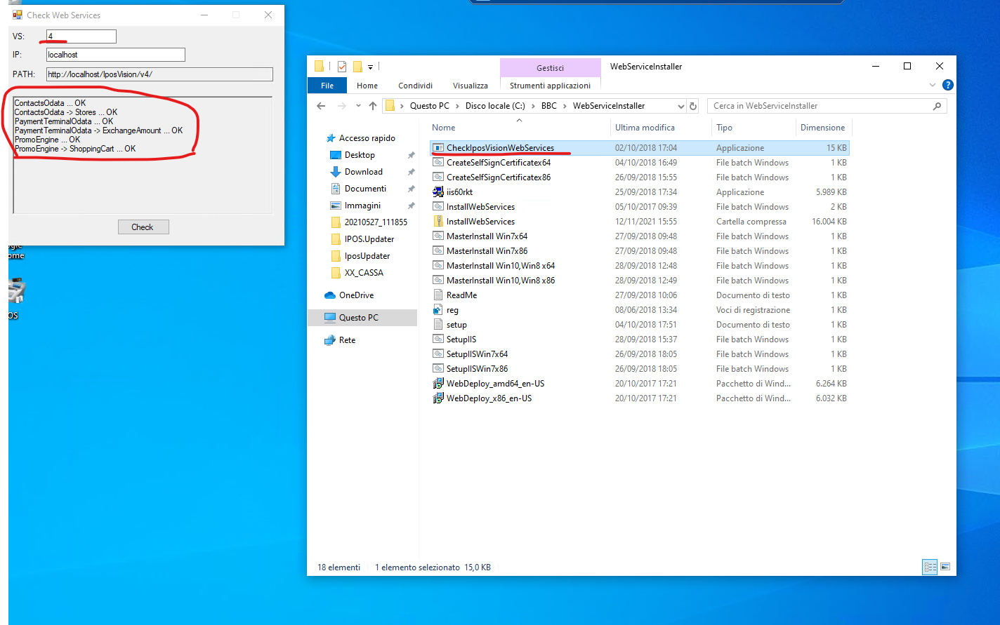 Check Web Services
VS: 4
IP: localhost
PATH: http://localhost/IposVision/v4/
ContactsOdata ... OK
ContactsOdata -> Stores ... OK
PaymentTerminalOdata ... OK
PaymentTerminalOdata -> ExchangeAmount ... OK
PromoEngine ... OK
PromoEngine -> ShoppingCart ... OK
Check
ome
OS
Gestisci
WebServiceInstaller
File Home Condividi Visualizza Strumenti applicazioni
Questo PC > Disco locale (C:) > BBC > WebServiceInstaller
Cerca in WebServiceInstaller
Accesso rapido
Desktop
Download
Documenti
Immagini
20210527_111855
IPOS.Updater
IposUpdater
XX_CASSA
OneDrive
Questo PC
Rete
Nome Ultima modifica Tipo Dimensione
CheckIposVisionWebServices 02/10/2018 17:04 Applicazione 15 KB
CreateSelfSignCertificatex64 04/10/2018 16:49 File batch Windows 1 KB
CreateSelfSignCertificatex86 26/09/2018 15:55 File batch Windows 1 KB
iis60rkt 25/09/2018 17:34 Applicazione 5.989 KB
InstallWebServices 05/10/2017 09:39 File batch Windows 2 KB
InstallWebServices 12/11/2021 15:55 Cartella compressa 16.004 KB
MasterInstall Win7x64 27/09/2018 09:48 File batch Windows 1 KB
MasterInstall Win7x86 27/09/2018 09:48 File batch Windows 1 KB
MasterInstall Win10,Win8 x64 28/09/2018 12:48 File batch Windows 1 KB
MasterInstall Win10,Win8 x86 28/09/2018 12:49 File batch Windows 1 KB
ReadMe 27/09/2018 10:06 Documento di testo 1 KB
reg 08/06/2018 13:34 Voci di registrazione 1 KB
setup 04/10/2018 17:51 Documento di testo 1 KB
SetupIIS 28/09/2018 15:37 File batch Windows 1 KB
SetupIISWin7x64 26/09/2018 18:05 File batch Windows 1 KB
SetupIISWin7x86 26/09/2018 18:05 File batch Windows 1 KB
WebDeploy_amd64_en-US 20/10/2017 17:21 Pacchetto di Wind... 6.264 KB
WebDeploy_x86_en-US 20/10/2017 17:21 Pacchetto di Wind... 6.032 KB
18 elementi 1 elemento selezionato 15,0 KB